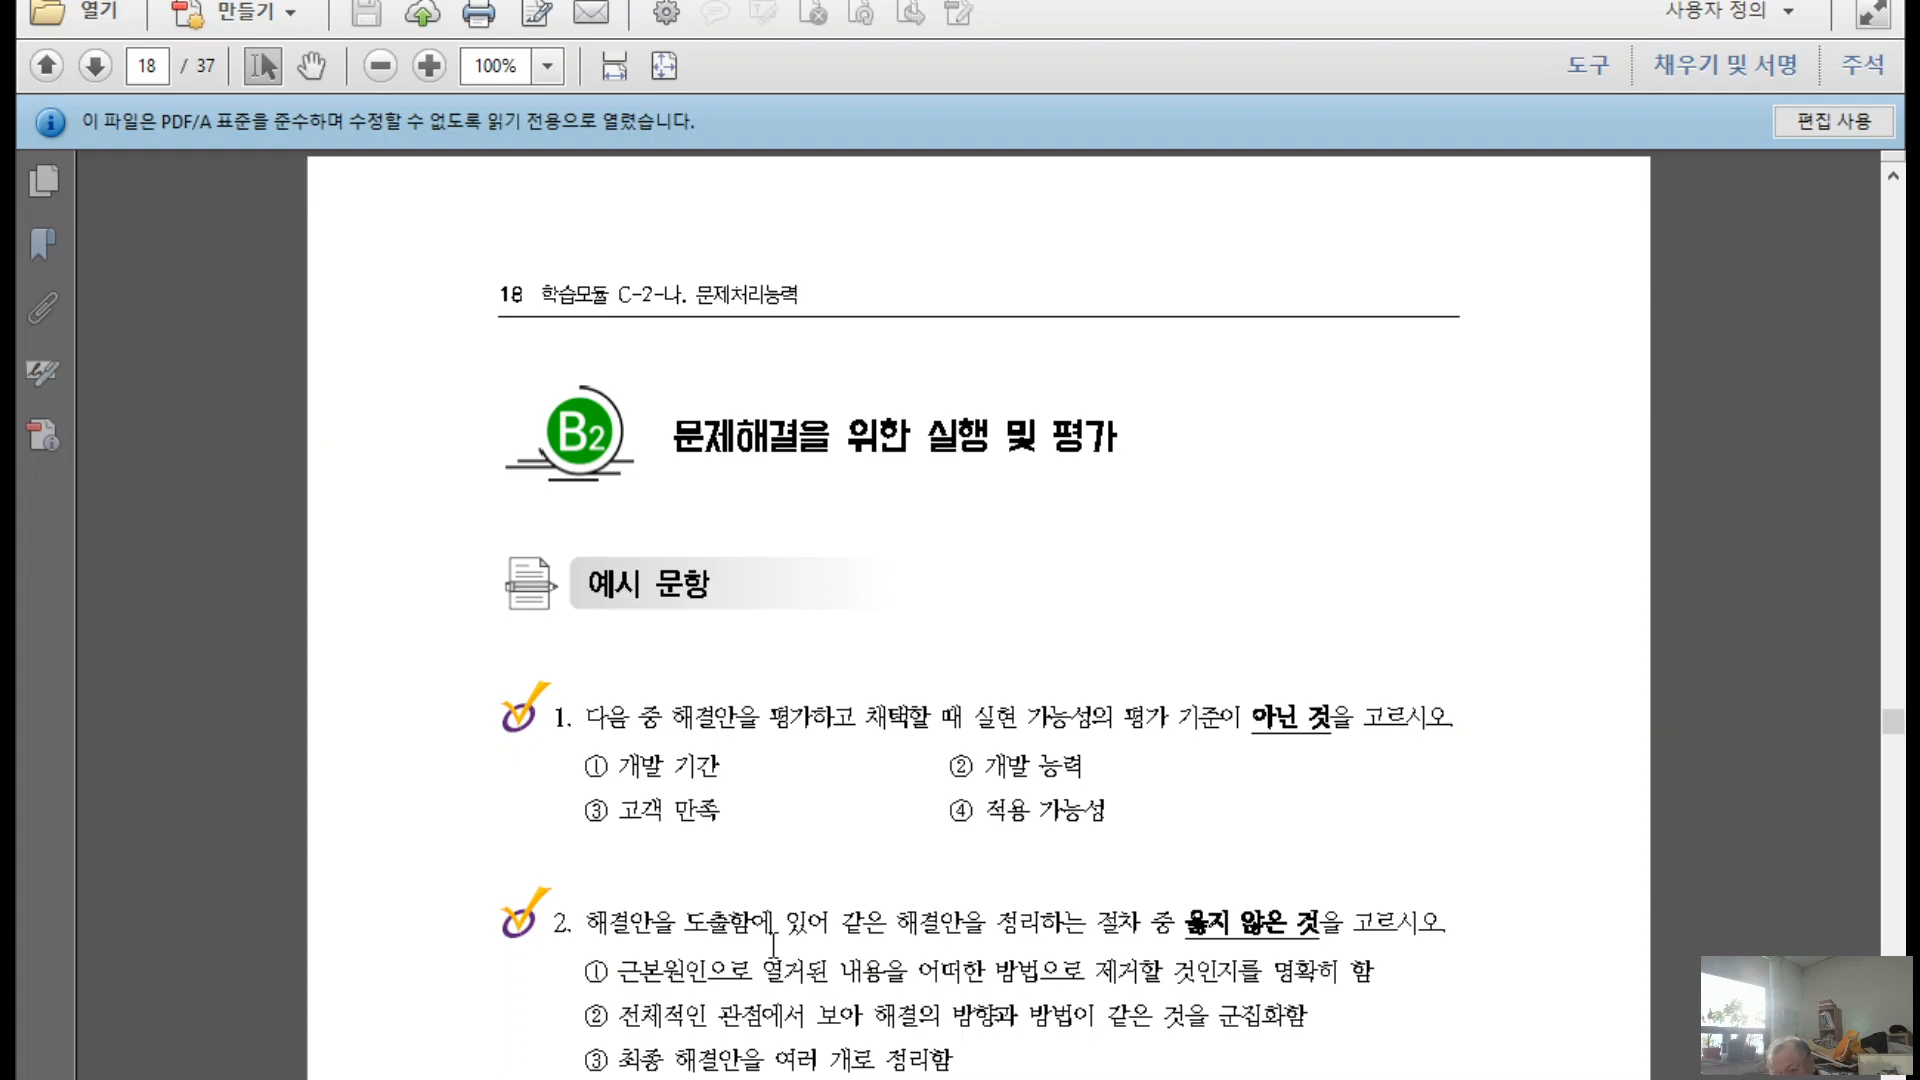 열기
만들기
사용자 정의
18 / 37
100%
도구
채우기 및 서명
주석
이 파일은 PDF/A 표준을 준수하며 수정할 수 없도록 읽기 전용으로 열렸습니다.
편집 사용
18 학습모듈 C-2-나. 문제처리능력
B2 문제해결을 위한 실행 및 평가
예시 문항
1. 다음 중 해결안을 평가하고 채택할 때 실현 가능성의 평가 기준이 아닌 것을 고르시오.
① 개발 기간 ② 개발 능력
③ 고객 만족 ④ 적용 가능성
2. 해결안을 도출함에 있어 같은 해결안을 정리하는 절차 중 옳지 않은 것을 고르시오.
① 근본원인으로 열거된 내용을 어떠한 방법으로 제거할 것인지를 명확히 함
② 전체적인 관점에서 보아 해결의 방향과 방법이 같은 것을 군집화함
③ 최종 해결안을 여러 개로 정리함